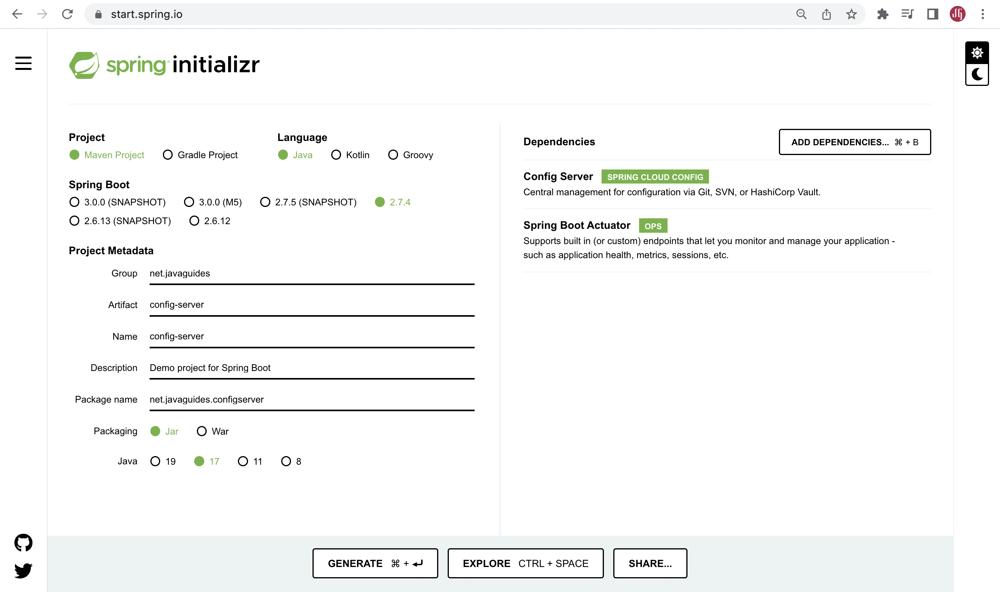 start.spring.io
spring® initializr
Project
Maven Project Gradle Project
Language
Java Kotlin Groovy
Spring Boot
3.0.0 (SNAPSHOT) 3.0.0 (M5) 2.7.5 (SNAPSHOT) 2.7.4
2.6.13 (SNAPSHOT) 2.6.12
Project Metadata
Group net.javaguides
Artifact config-server
Name config-server
Description Demo project for Spring Boot
Package name net.javaguides.configserver
Packaging Jar War
Java 19 17 11 8
Dependencies ADD DEPENDENCIES... ⌘ + B
Config Server SPRING CLOUD CONFIG
Central management for configuration via Git, SVN, or HashiCorp Vault.
Spring Boot Actuator OPS
Supports built in (or custom) endpoints that let you monitor and manage your application -
such as application health, metrics, sessions, etc.
GENERATE ⌘ + ↵ EXPLORE CTRL + SPACE SHARE...